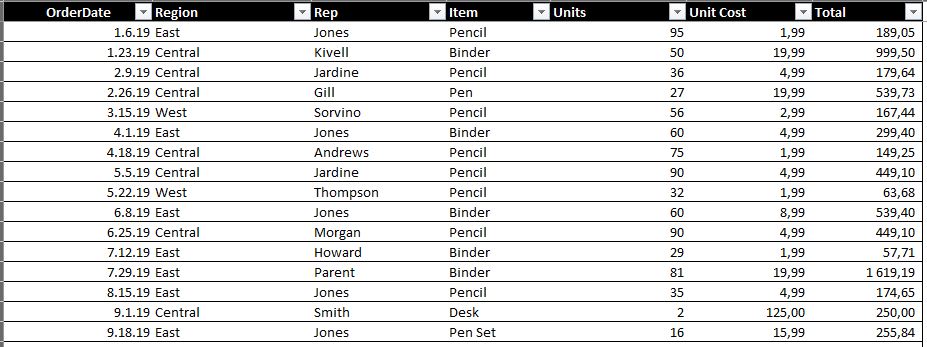 OrderDate Region Rep Item Units Unit Cost Total
1.6.19 East Jones Pencil 95 1,99 189,05
1.23.19 Central Kivell Binder 50 19,99 999,50
2.9.19 Central Jardine Pencil 36 4,99 179,64
2.26.19 Central Gill Pen 27 19,99 539,73
3.15.19 West Sorvino Pencil 56 2,99 167,44
4.1.19 East Jones Binder 60 4,99 299,40
4.18.19 Central Andrews Pencil 75 1,99 149,25
5.5.19 Central Jardine Pencil 90 4,99 449,10
5.22.19 West Thompson Pencil 32 1,99 63,68
6.8.19 East Jones Binder 60 8,99 539,40
6.25.19 Central Morgan Pencil 90 4,99 449,10
7.12.19 East Howard Binder 29 1,99 57,71
7.29.19 East Parent Binder 81 19,99 1 619,19
8.15.19 East Jones Pencil 35 4,99 174,65
9.1.19 Central Smith Desk 2 125,00 250,00
9.18.19 East Jones Pen Set 16 15,99 255,84